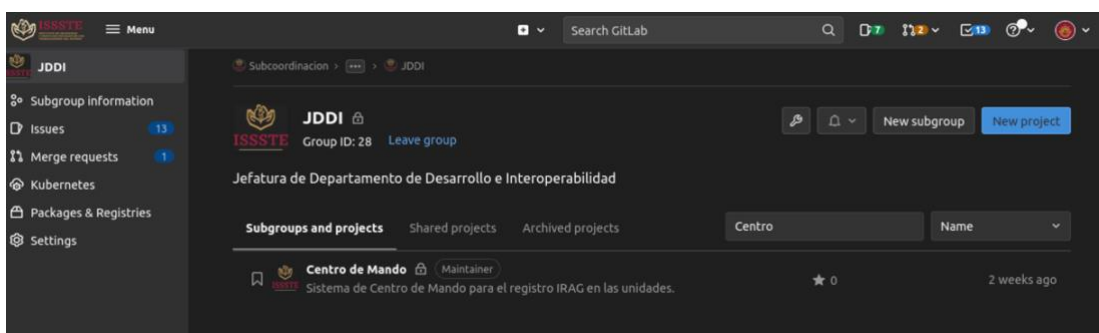 ISSSTE Menu Search GitLab 7 2 13
JDDI
Subcoordinacion > ... > JDDI
Subgroup information
Issues 13
Merge requests 1
Kubernetes
Packages & Registries
Settings
ISSSTE
JDDI
Group ID: 28 Leave group
New subgroup New project
Jefatura de Departamento de Desarrollo e Interoperabilidad
Subgroups and projects Shared projects Archived projects Centro Name
ISSSTE
Centro de Mando Maintainer
Sistema de Centro de Mando para el registro IRAG en las unidades.
0 2 weeks ago